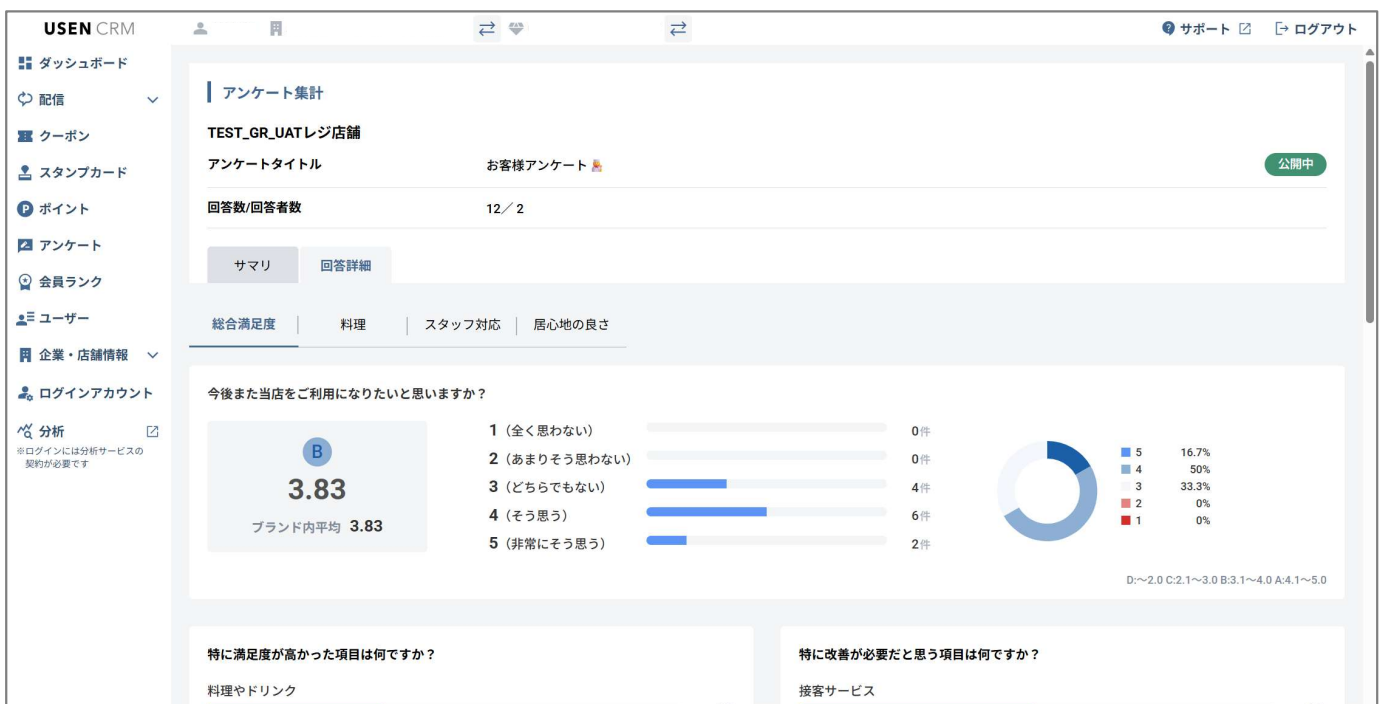 USEN CRM
サポート
ログアウト
ダッシュボード
配信
クーポン
スタンプカード
ポイント
アンケート
会員ランク
ユーザー
企業・店舗情報
ログインアカウント
分析
※ログインには分析サービスの
契約が必要です
アンケート集計
TEST_GR_UATレジ店舗
アンケートタイトル お客様アンケート🎉 公開中
回答数/回答者数 12／ 2
サマリ 回答詳細
総合満足度 料理 スタッフ対応 居心地の良さ
今後また当店をご利用になりたいと思いますか？
B
3.83
ブランド内平均 3.83
1（全く思わない） 0件
2（あまりそう思わない） 0件
3（どちらでもない） 4件
4（そう思う） 6件
5（非常にそう思う） 2件
5 16.7%
4 50%
3 33.3%
2 0%
1 0%
D:～2.0 C:2.1～3.0 B:3.1～4.0 A:4.1～5.0
特に満足度が高かった項目は何ですか？
料理やドリンク
特に改善が必要だと思う項目は何ですか？
接客サービス